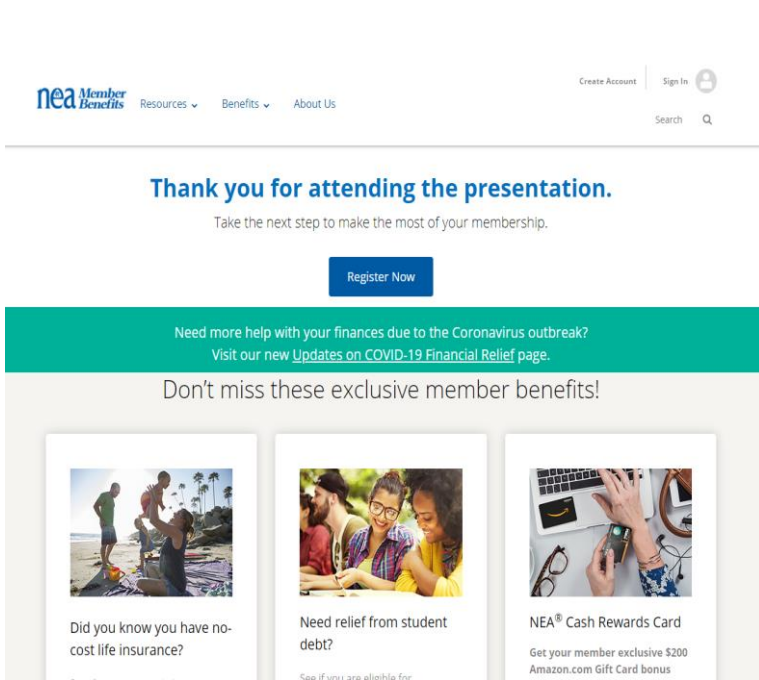 Create Account Sign In
nea Member Benefits Resources Benefits About Us
Search
Thank you for attending the presentation.
Take the next step to make the most of your membership.
Register Now
Need more help with your finances due to the Coronavirus outbreak?
Visit our new Updates on COVID-19 Financial Relief page.
Don't miss these exclusive member benefits!
Did you know you have no-
cost life insurance?
Need relief from student
debt?
See if you are eligible for
NEA® Cash Rewards Card
Get your member exclusive $200
Amazon.com Gift Card bonus